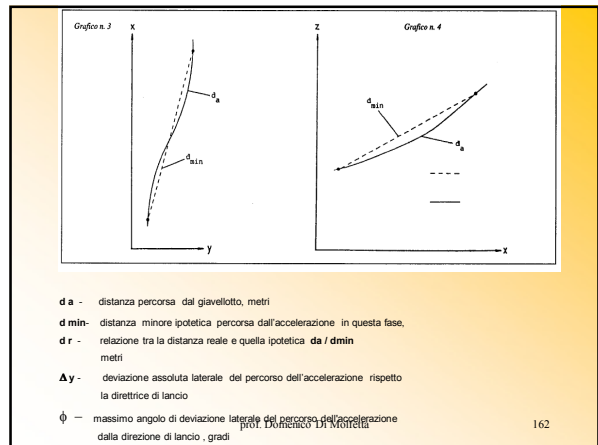 Grafico n. 3
x
Grafico n. 4
z
d a
d min
y
d min
d a
x
d a - distanza percorsa dal giavellotto, metri
d min- distanza minore ipotetica percorsa dall'accelerazione in questa fase,
d r - relazione tra la distanza reale e quella ipotetica da / dmin
metri
Δ y - deviazione assoluta laterale del percorso dell'accelerazione rispetto
la direttrice di lancio
ϕ – massimo angolo di deviazione laterale del percorso dell'accelerazione
dalla direzione di lancio , gradi
prof. Domenico Di Molfetta
162